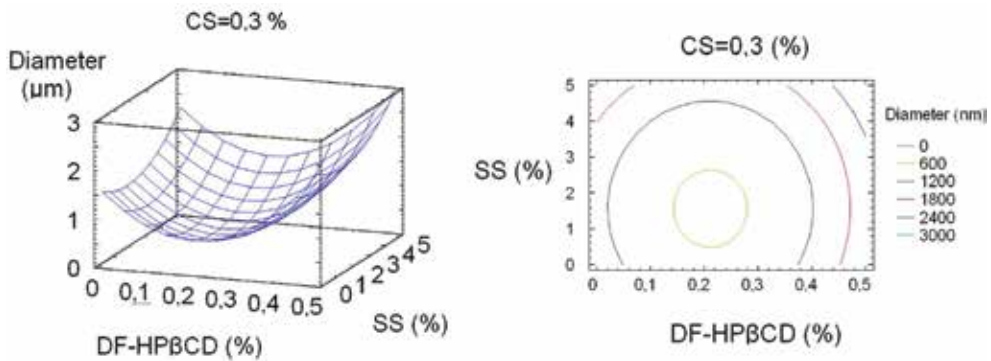 CS=0,3 %
Diameter
(µm)
3
2
1
0
0 0,1 0,2 0,3 0,4 0,5
0 1 2 3 4 5
SS (%)
DF-HPβCD (%)
CS=0,3 (%)
5
4
3
2
1
0
SS (%)
0 0,1 0,2 0,3 0,4 0,5
DF-HPβCD (%)
Diameter (nm)
0
600
1200
1800
2400
3000